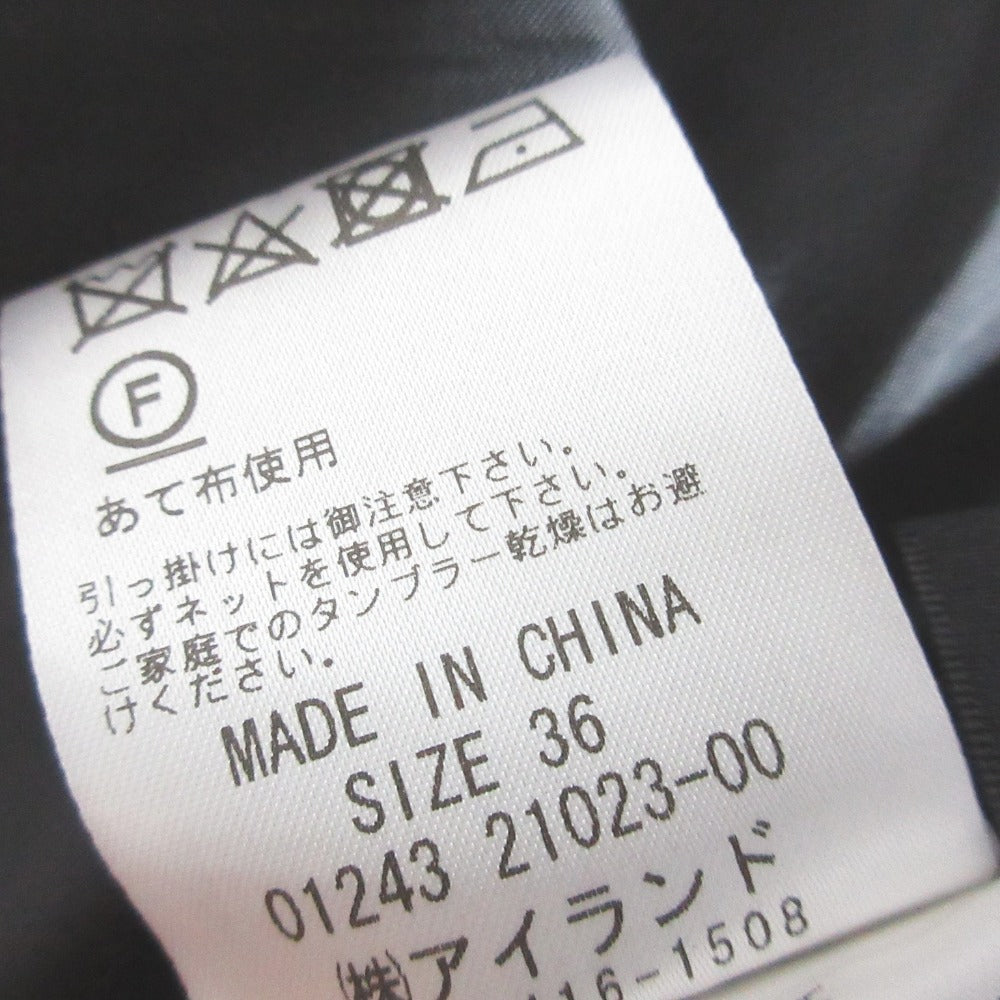 F
あて布使用
引っ掛けには御注意下さい。
必ずネットを使用して下さい。
ご家庭でのタンブラー乾燥はお避
けください。
MADE IN CHINA
SIZE 36
01243 21023-00
㈱アイランド
16-1508